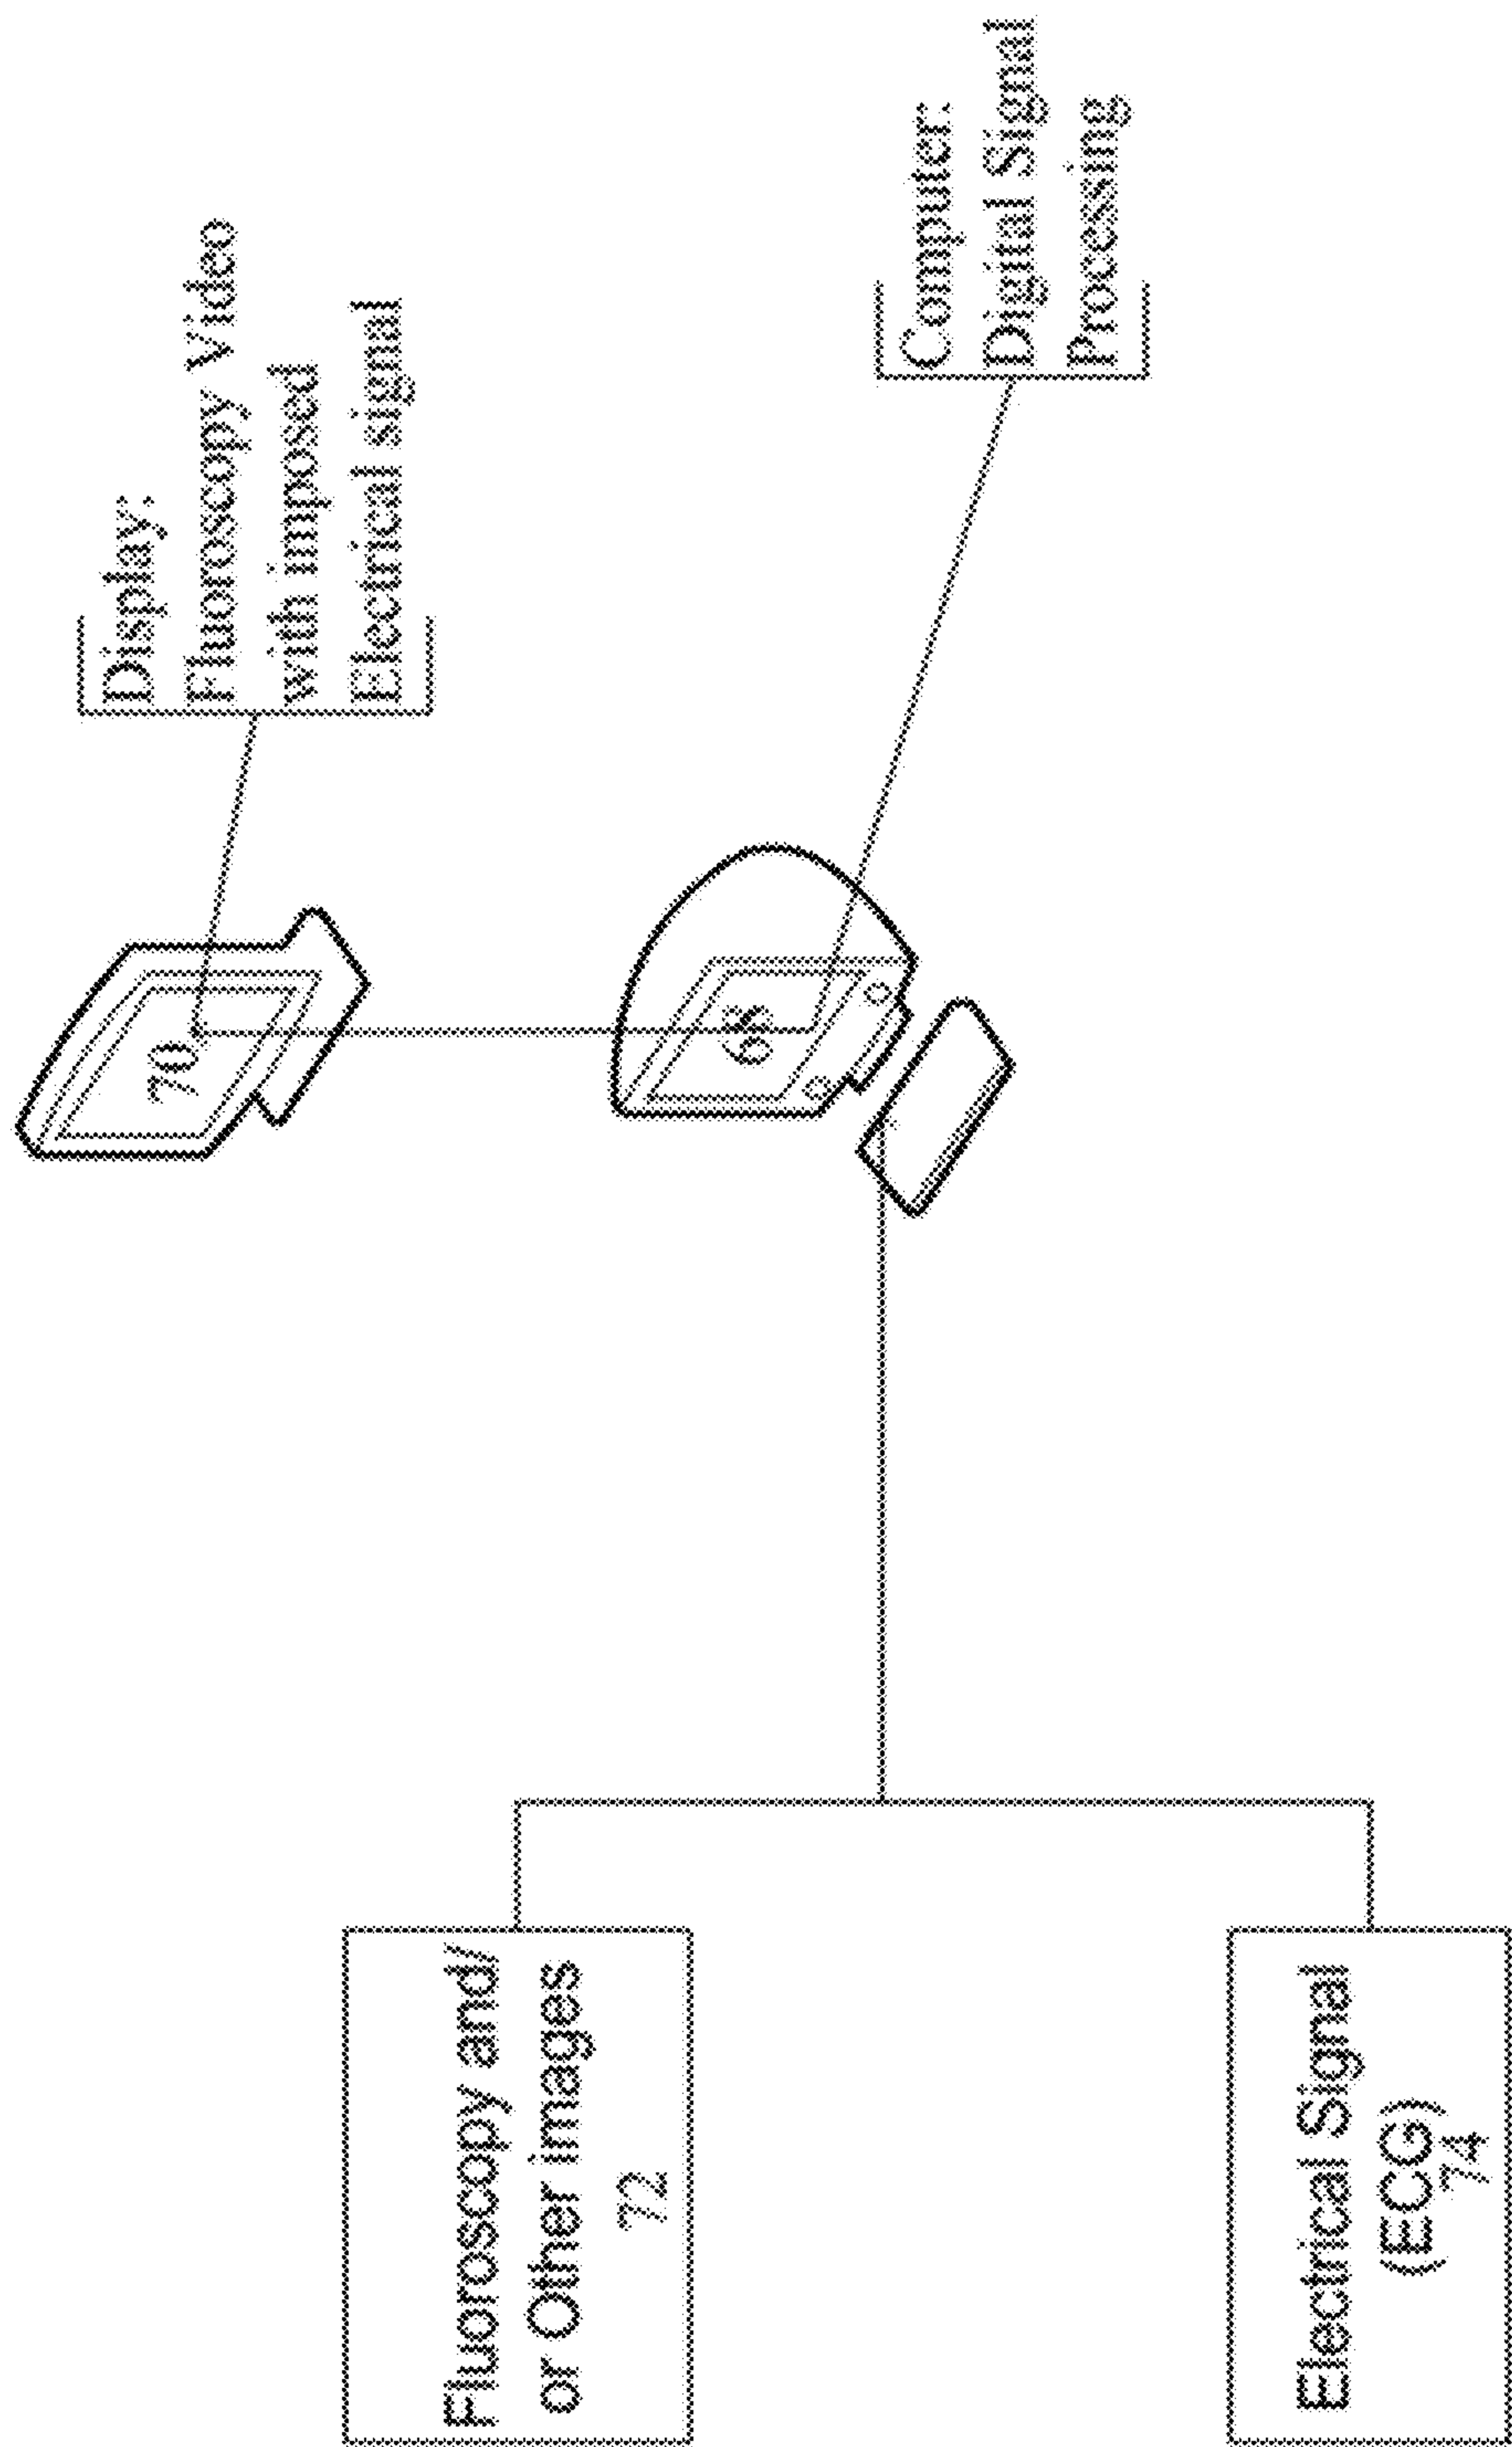 Display:
Fluoroscopy Video
with imposed
Electrical signal
70
Computer:
Digital Signal
Processing
68
Fluoroscopy and/
or Other images
72
Electrical Signal
(ECG)
74